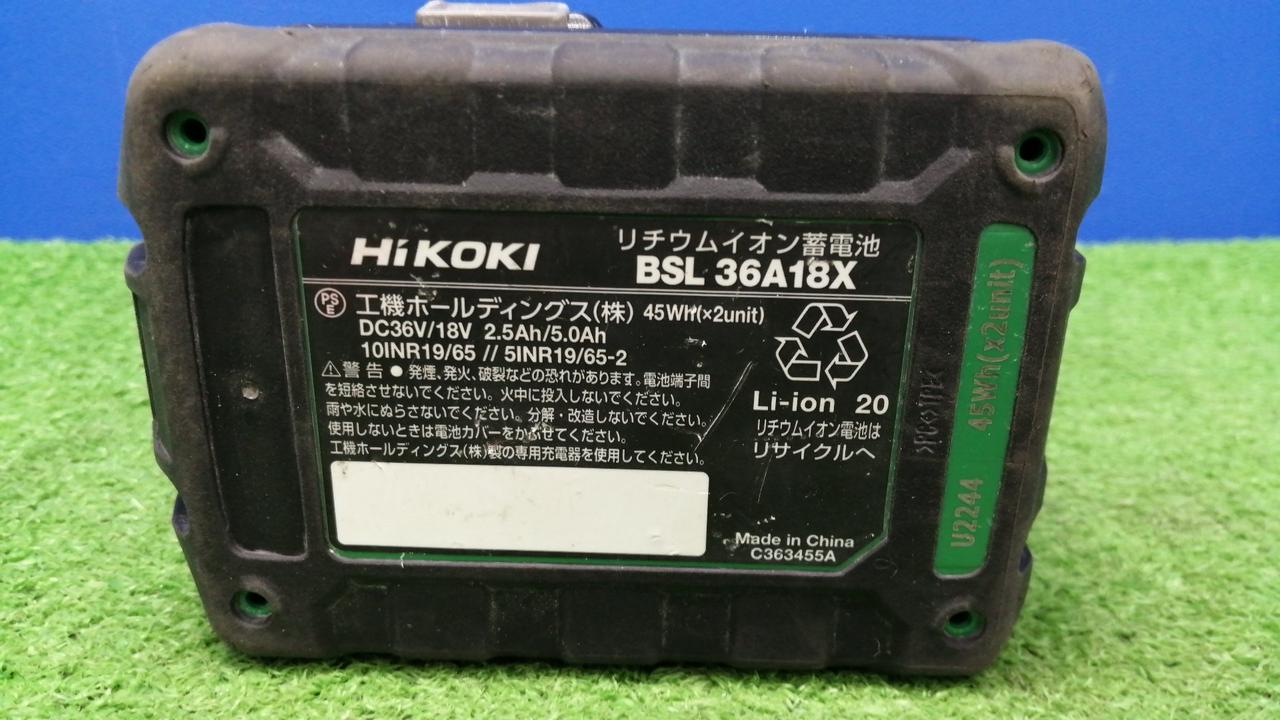 HiKOKI
リチウムイオン蓄電池
BSL 36A18X
PSE
工機ホールディングス(株) 45Wh(×2unit)
DC36V/18V 2.5Ah/5.0Ah
10INR19/65 // 5INR19/65-2
⚠警告 ● 発煙、発火、破裂などの恐れがあります。電池端子間
を短絡させないでください。火中に投入しないでください。
雨や水にぬらさないでください。分解・改造しないでください。
使用しないときは電池カバーをかぶせてください。
工機ホールディングス(株)製の専用充電器を使用してください。
Li-ion 20
リチウムイオン電池は
リサイクルへ
Made in China
C363455A
U2244 45Wh(x2unit)